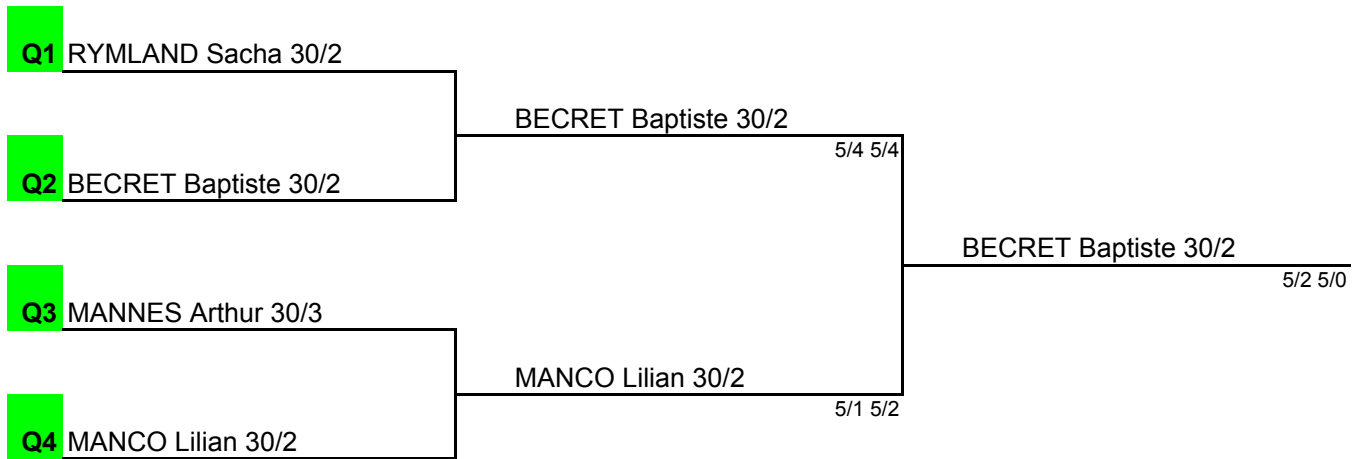 Q1 RYMLAND Sacha 30/2
BECRET Baptiste 30/2
5/4 5/4
Q2 BECRET Baptiste 30/2
BECRET Baptiste 30/2
5/2 5/0
Q3 MANNES Arthur 30/3
MANCO Lilian 30/2
5/1 5/2
Q4 MANCO Lilian 30/2